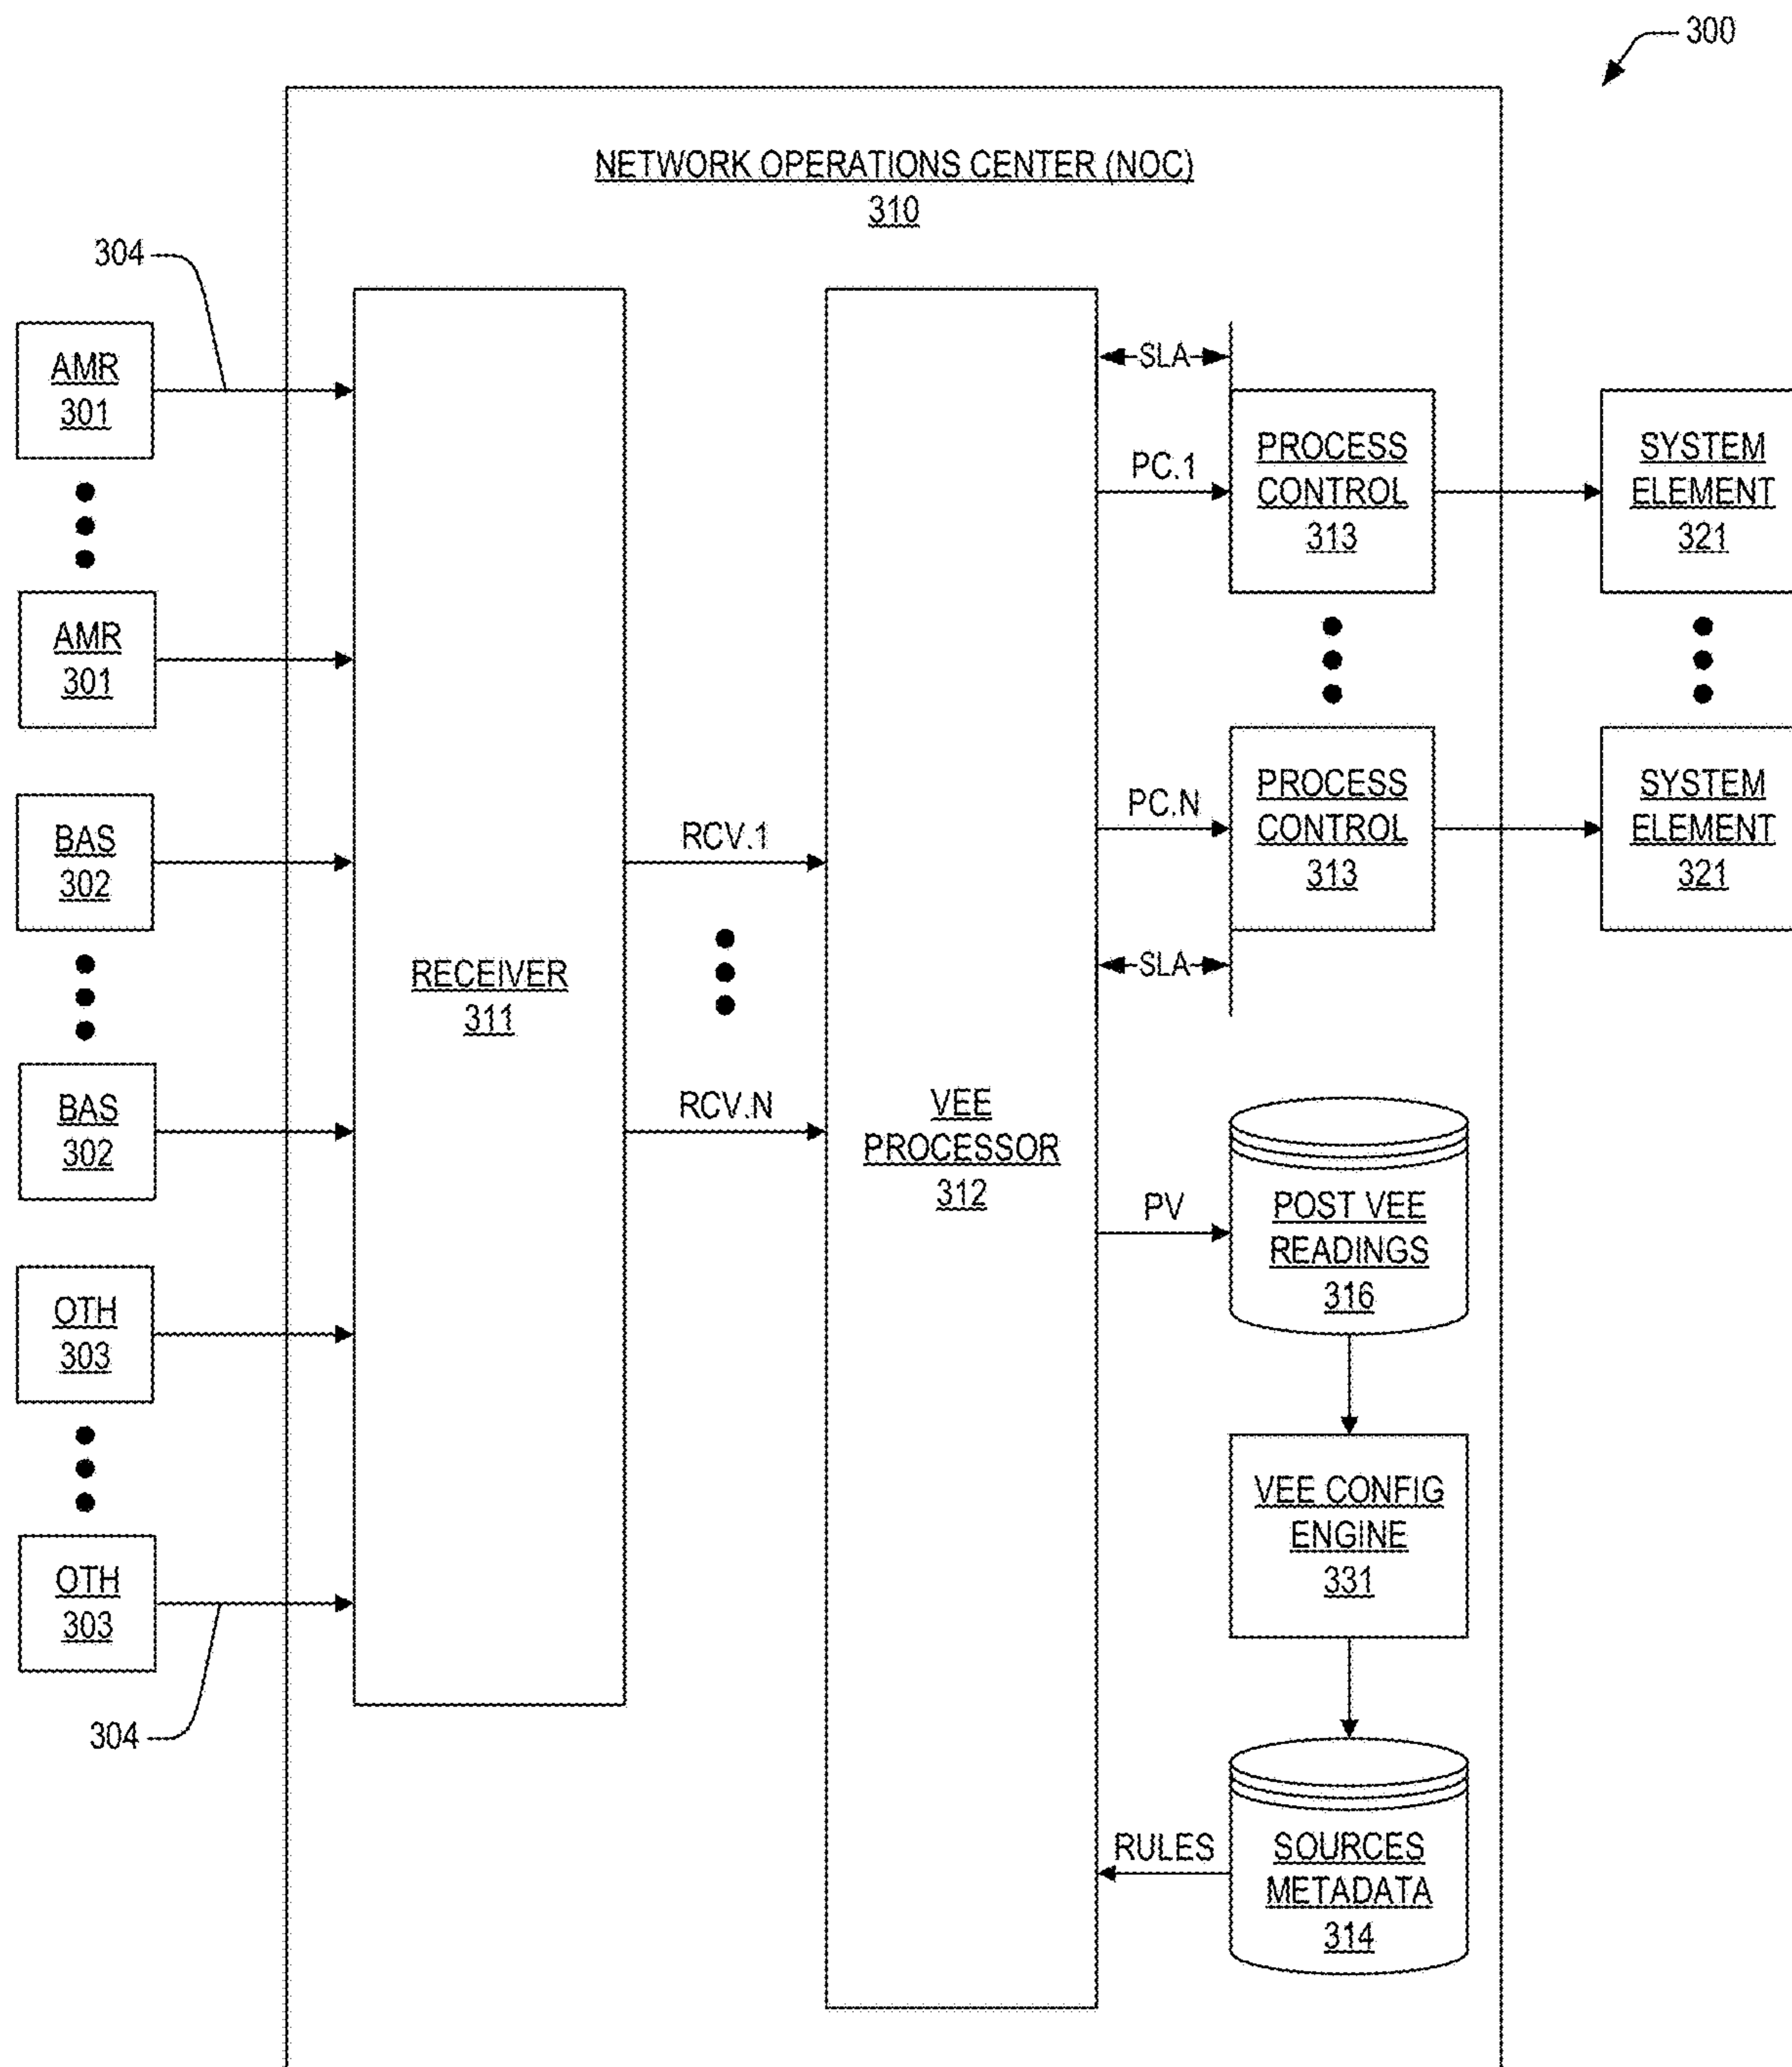 300
NETWORK OPERATIONS CENTER (NOC)
310
304
AMR
301
AMR
301
BAS
302
BAS
302
OTH
303
OTH
303
304
RECEIVER
311
RCV.1
RCV.N
VEE
PROCESSOR
312
SLA
PC.1
PROCESS
CONTROL
313
SYSTEM
ELEMENT
321
PC.N
PROCESS
CONTROL
313
SYSTEM
ELEMENT
321
SLA
PV
POST VEE
READINGS
316
VEE CONFIG
ENGINE
331
RULES
SOURCES
METADATA
314